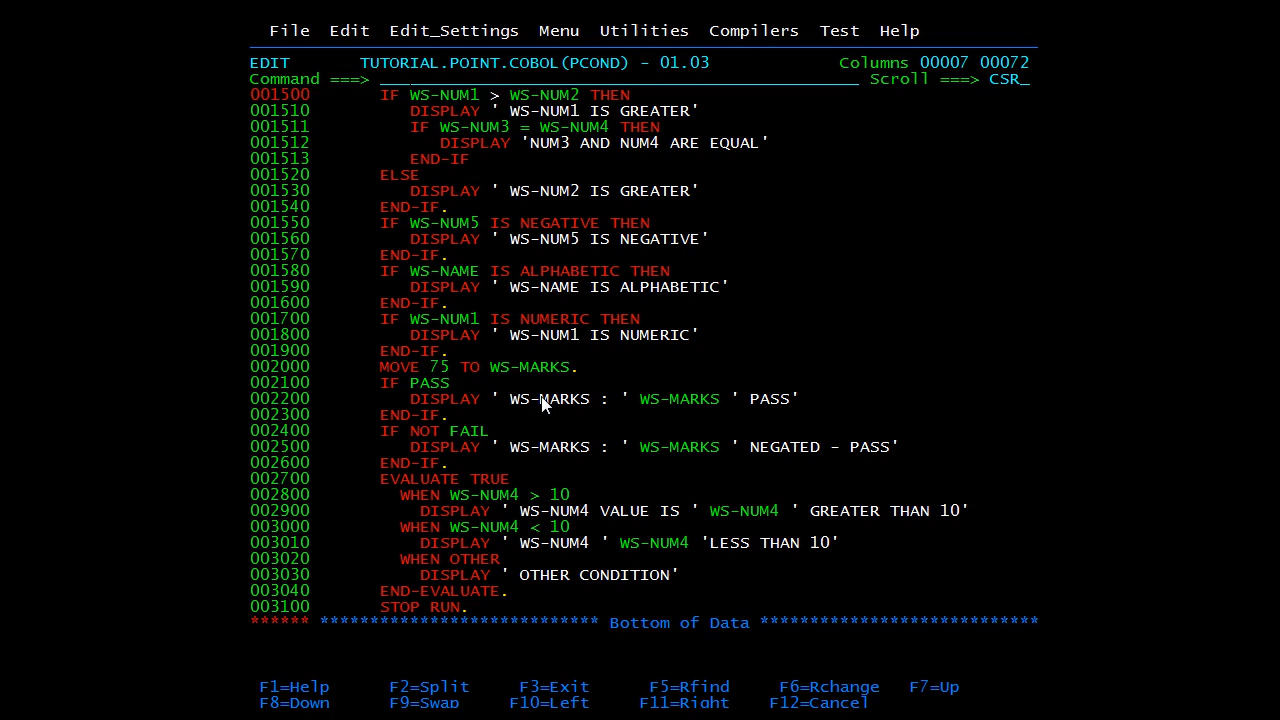 File Edit Edit_Settings Menu Utilities Compilers Test Help
EDIT TUTORIAL.POINT.COBOL(PCOND) - 01.03 Columns 00007 00072
Command ===> Scroll ===> CSR_
001500 IF WS-NUM1 > WS-NUM2 THEN
001510 DISPLAY ' WS-NUM1 IS GREATER'
001511 IF WS-NUM3 = WS-NUM4 THEN
001512 DISPLAY 'NUM3 AND NUM4 ARE EQUAL'
001513 END-IF
001520 ELSE
001530 DISPLAY ' WS-NUM2 IS GREATER'
001540 END-IF.
001550 IF WS-NUM5 IS NEGATIVE THEN
001560 DISPLAY ' WS-NUM5 IS NEGATIVE'
001570 END-IF.
001580 IF WS-NAME IS ALPHABETIC THEN
001590 DISPLAY ' WS-NAME IS ALPHABETIC'
001600 END-IF.
001700 IF WS-NUM1 IS NUMERIC THEN
001800 DISPLAY ' WS-NUM1 IS NUMERIC'
001900 END-IF.
002000 MOVE 75 TO WS-MARKS.
002100 IF PASS
002200 DISPLAY ' WS-MARKS : ' WS-MARKS ' PASS'
002300 END-IF.
002400 IF NOT FAIL
002500 DISPLAY ' WS-MARKS : ' WS-MARKS ' NEGATED - PASS'
002600 END-IF.
002700 EVALUATE TRUE
002800 WHEN WS-NUM4 > 10
002900 DISPLAY ' WS-NUM4 VALUE IS ' WS-NUM4 ' GREATER THAN 10'
003000 WHEN WS-NUM4 < 10
003010 DISPLAY ' WS-NUM4 ' WS-NUM4 'LESS THAN 10'
003020 WHEN OTHER
003030 DISPLAY ' OTHER CONDITION'
003040 END-EVALUATE.
003100 STOP RUN.
****** **************************** Bottom of Data ****************************
F1=Help F2=Split F3=Exit F5=Rfind F6=Rchange F7=Up
F8=Down F9=Swap F10=Left F11=Right F12=Cancel